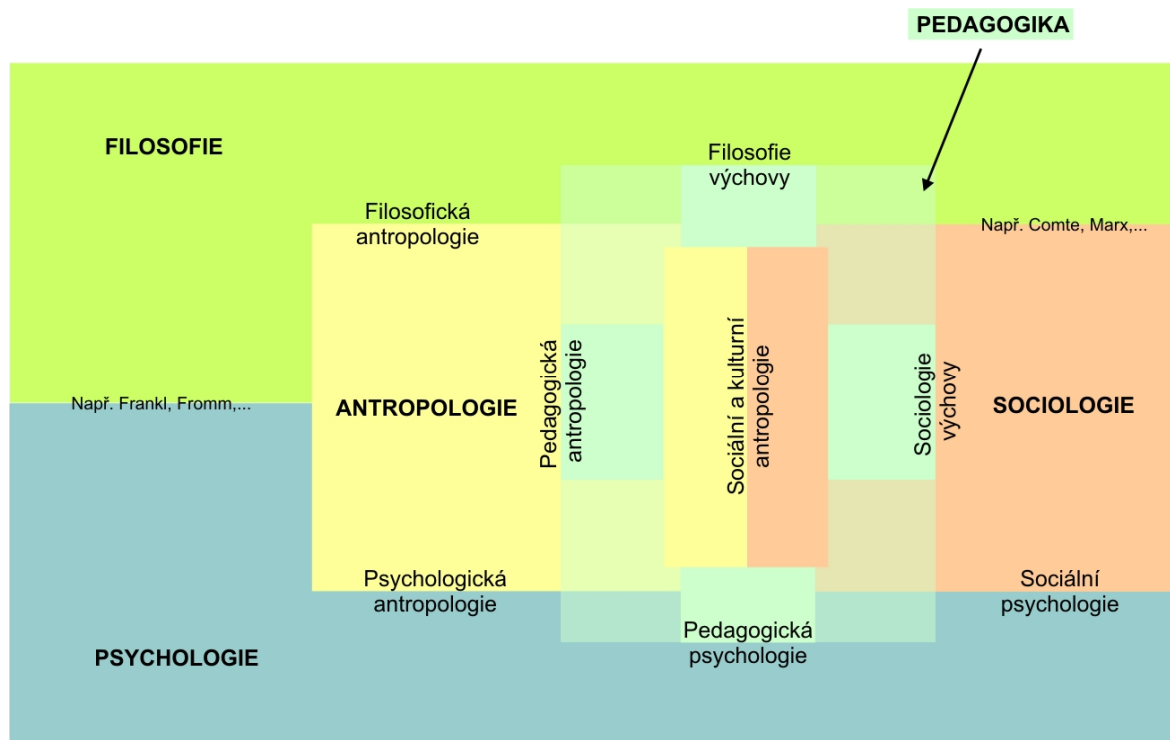 PEDAGOGIKA
FILOSOFIE
Filosofie
výchovy
Filosofická
antropologie
Např. Comte, Marx,...
Např. Frankl, Fromm,...
ANTROPOLOGIE
Pedagogická
antropologie
Sociální a kulturní
antropologie
Sociologie
výchovy
SOCIOLOGIE
Psychologická
antropologie
Sociální
psychologie
Pedagogická
psychologie
PSYCHOLOGIE